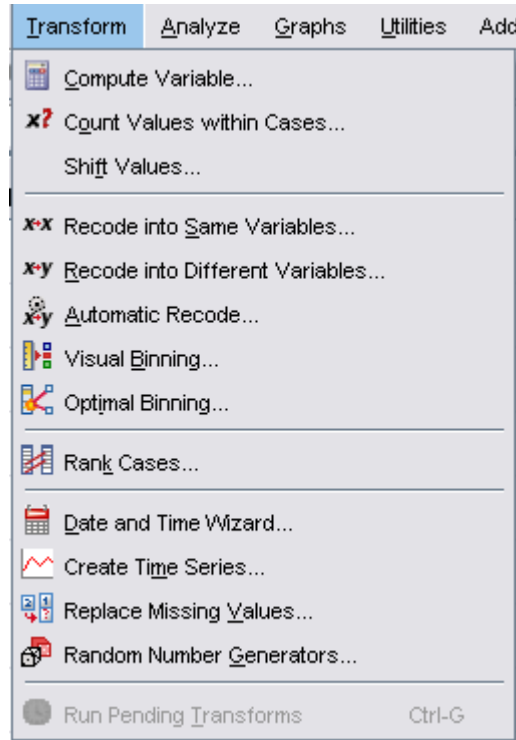 Transform Analyze Graphs Utilities Add
Compute Variable...
x? Count Values within Cases...
Shift Values...
x→x Recode into Same Variables...
x→y Recode into Different Variables...
x→y Automatic Recode...
Visual Binning...
Optimal Binning...
Rank Cases...
Date and Time Wizard...
Create Time Series...
Replace Missing Values...
Random Number Generators...
Run Pending Transforms Ctrl-G